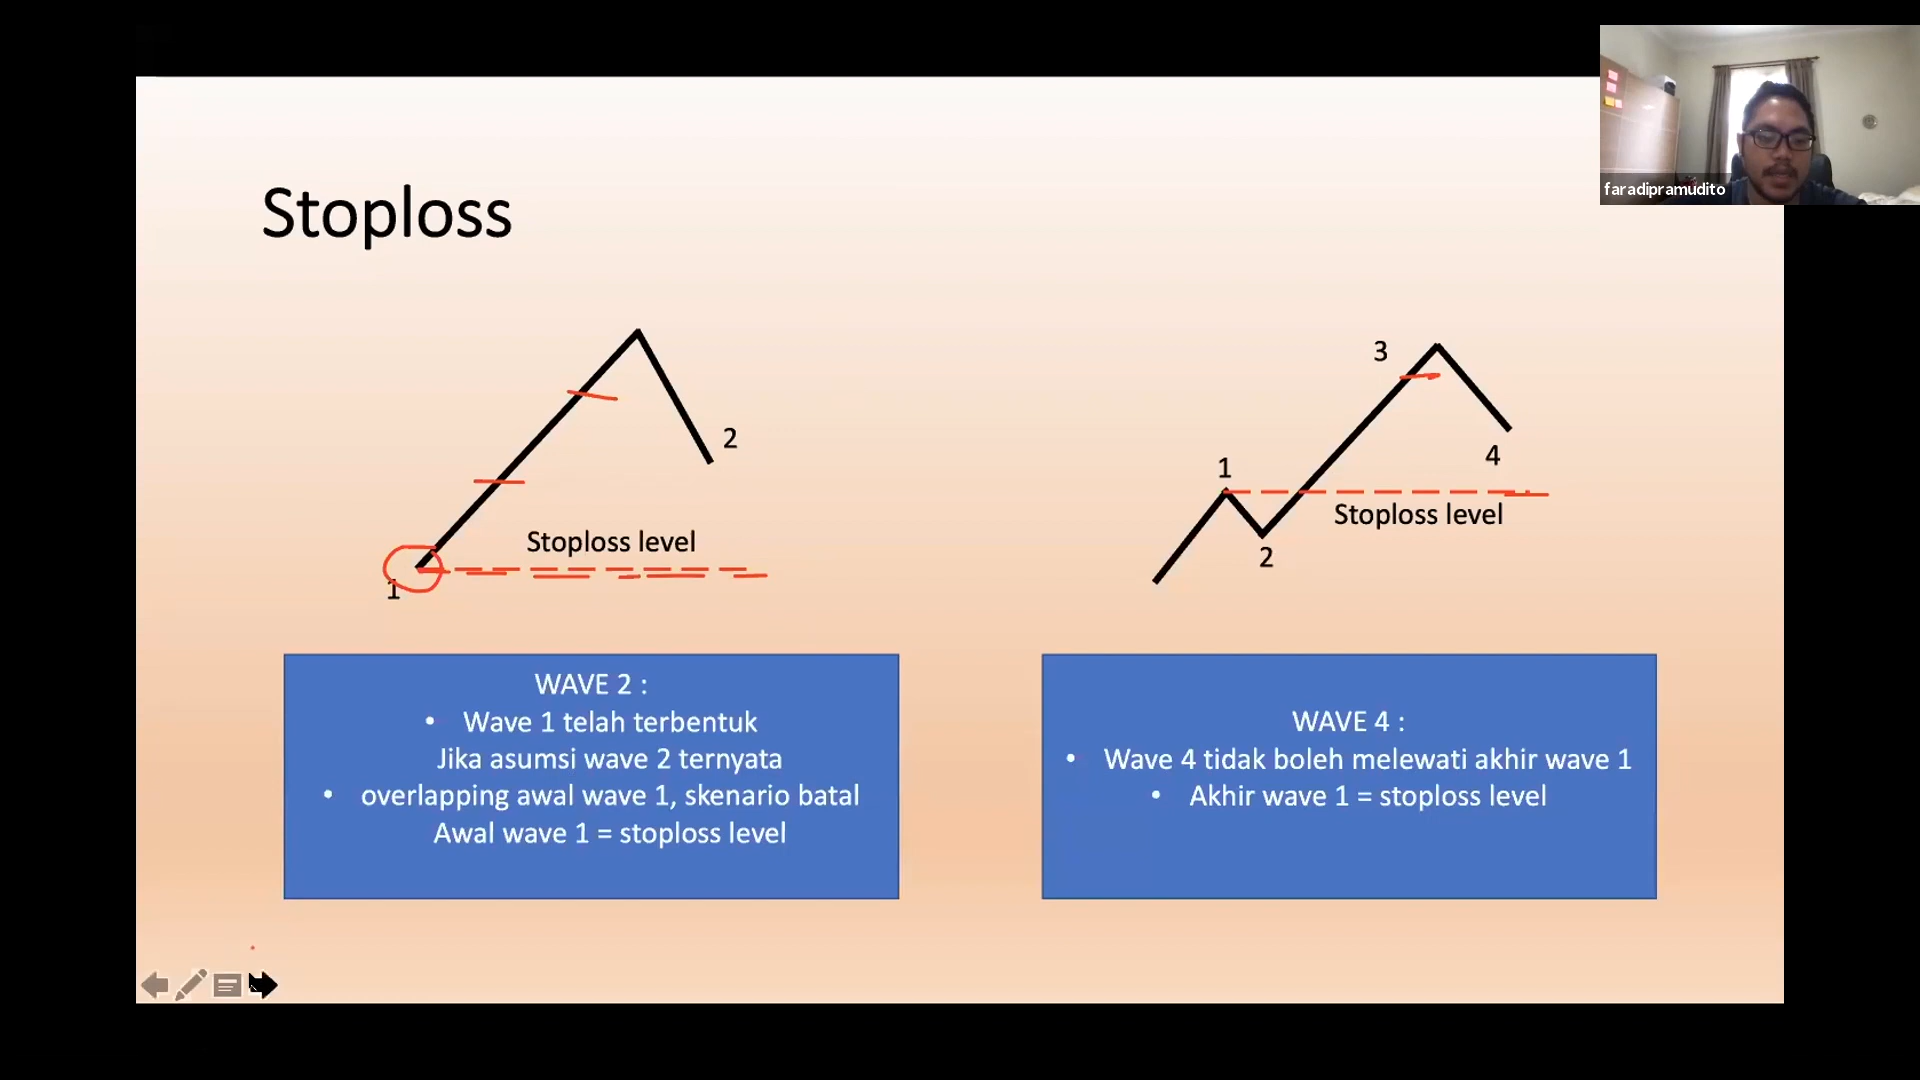 faradipramudito
Stoploss
2
Stoploss level
1
3
4
1
Stoploss level
2
WAVE 2 :
• Wave 1 telah terbentuk
Jika asumsi wave 2 ternyata
• overlapping awal wave 1, skenario batal
Awal wave 1 = stoploss level
WAVE 4 :
• Wave 4 tidak boleh melewati akhir wave 1
• Akhir wave 1 = stoploss level